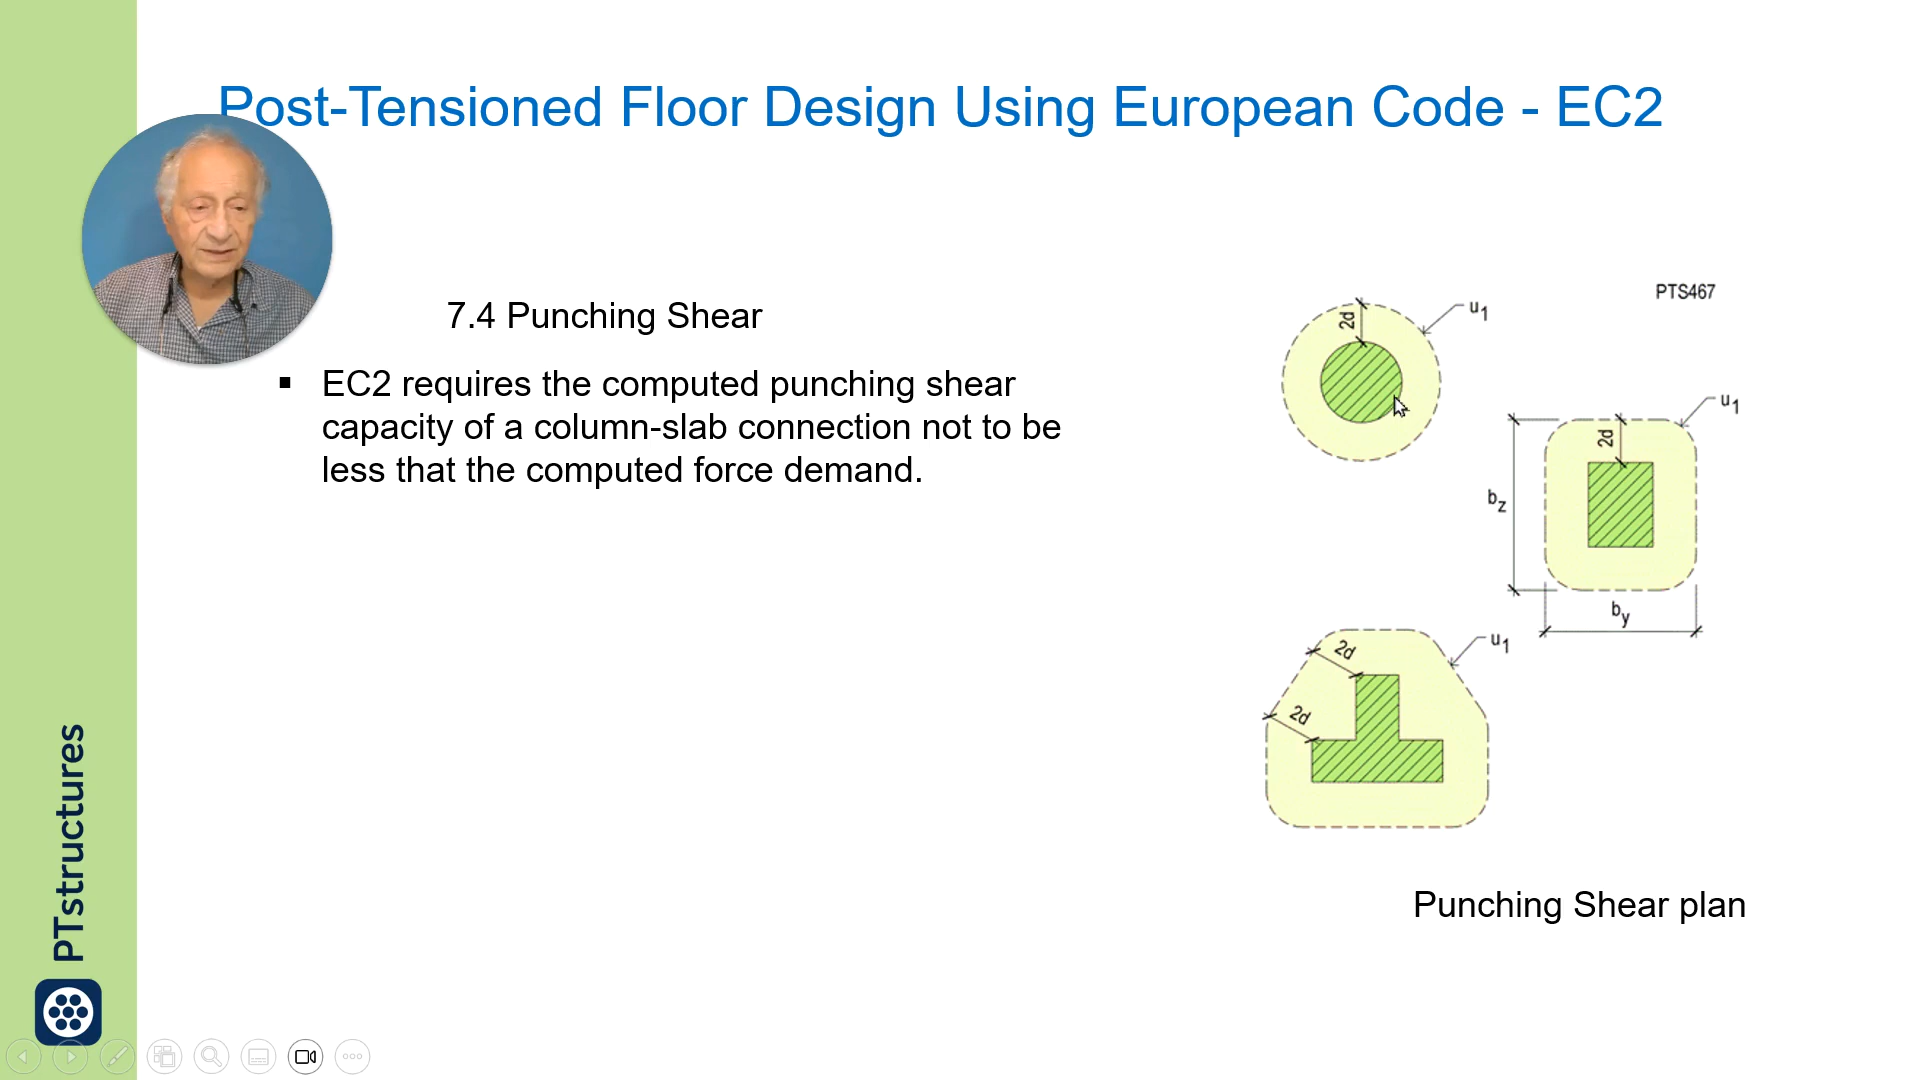 Post-Tensioned Floor Design Using European Code - EC2
7.4 Punching Shear
▪ EC2 requires the computed punching shear
capacity of a column-slab connection not to be
less that the computed force demand.
PTS467
2d
u1
u1
2d
bz
by
u1
2d
2d
Punching Shear plan
PTstructures